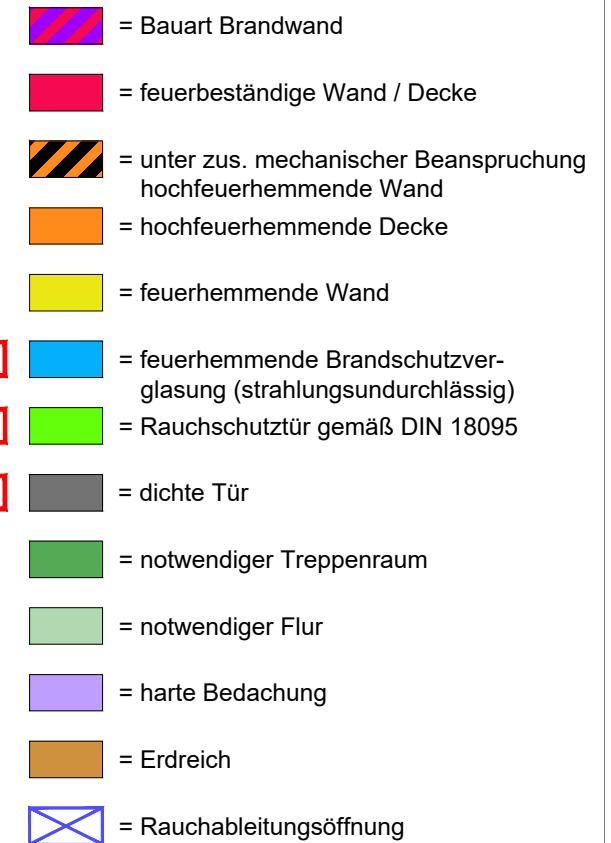 = Bauart Brandwand
= feuerbeständige Wand / Decke
= unter zus. mechanischer Beanspruchung
hochfeuerhemmende Wand
= hochfeuerhemmende Decke
= feuerhemmende Wand
= feuerhemmende Brandschutzver-
glasung (strahlungsundurchlässig)
= Rauchschutztür gemäß DIN 18095
= dichte Tür
= notwendiger Treppenraum
= notwendiger Flur
= harte Bedachung
= Erdreich
= Rauchableitungsöffnung